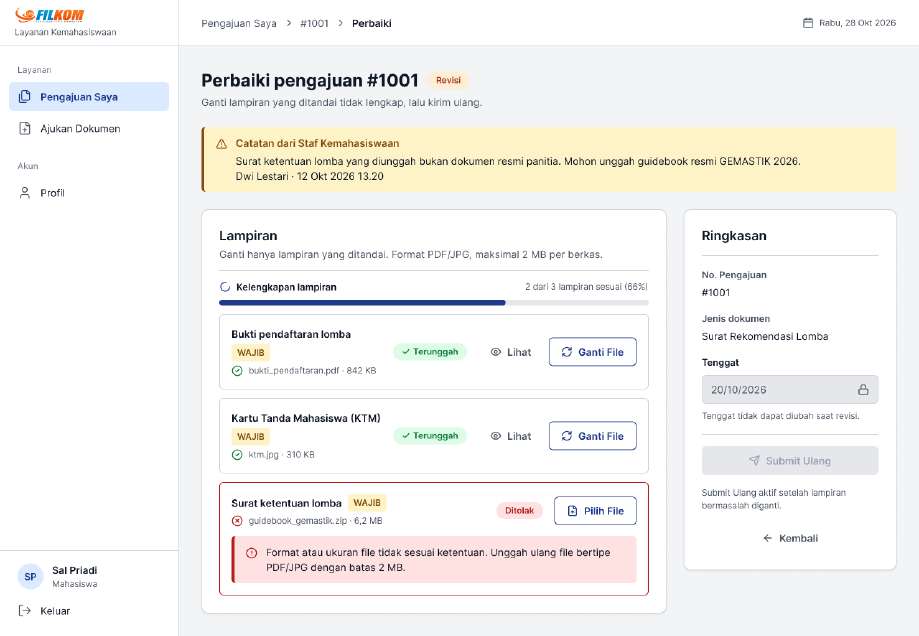 FILKOM
Layanan Kemahasiswaan
Layanan
Pengajuan Saya
Ajukan Dokumen
Akun
Profil
SP
Sal Priadi
Mahasiswa
Keluar
Pengajuan Saya > #1001 > Perbaiki
Rabu, 28 Okt 2026
Perbaiki pengajuan #1001
Revisi
Ganti lampiran yang ditandai tidak lengkap, lalu kirim ulang.
Catatan dari Staf Kemahasiswaan
Surat ketentuan lomba yang diunggah bukan dokumen resmi panitia. Mohon unggah guidebook resmi GEMASTIK 2026.
Dwi Lestari · 12 Okt 2026 13.20
Lampiran
Ganti hanya lampiran yang ditandai. Format PDF/JPG, maksimal 2 MB per berkas.
Kelengkapan lampiran
2 dari 3 lampiran sesuai (66%)
Bukti pendaftaran lomba
WAJIB
bukti_pendaftaran.pdf · 842 KB
Terunggah
Lihat
Ganti File
Kartu Tanda Mahasiswa (KTM)
WAJIB
ktm.jpg · 310 KB
Terunggah
Lihat
Ganti File
Surat ketentuan lomba
WAJIB
guidebook_gemastik.zip · 6,2 MB
Ditolak
Pilih File
Format atau ukuran file tidak sesuai ketentuan. Unggah ulang file bertipe
PDF/JPG dengan batas 2 MB.
Ringkasan
No. Pengajuan
#1001
Jenis dokumen
Surat Rekomendasi Lomba
Tenggat
20/10/2026
Tenggat tidak dapat diubah saat revisi.
Submit Ulang
Submit Ulang aktif setelah lampiran
bermasalah diganti.
Kembali